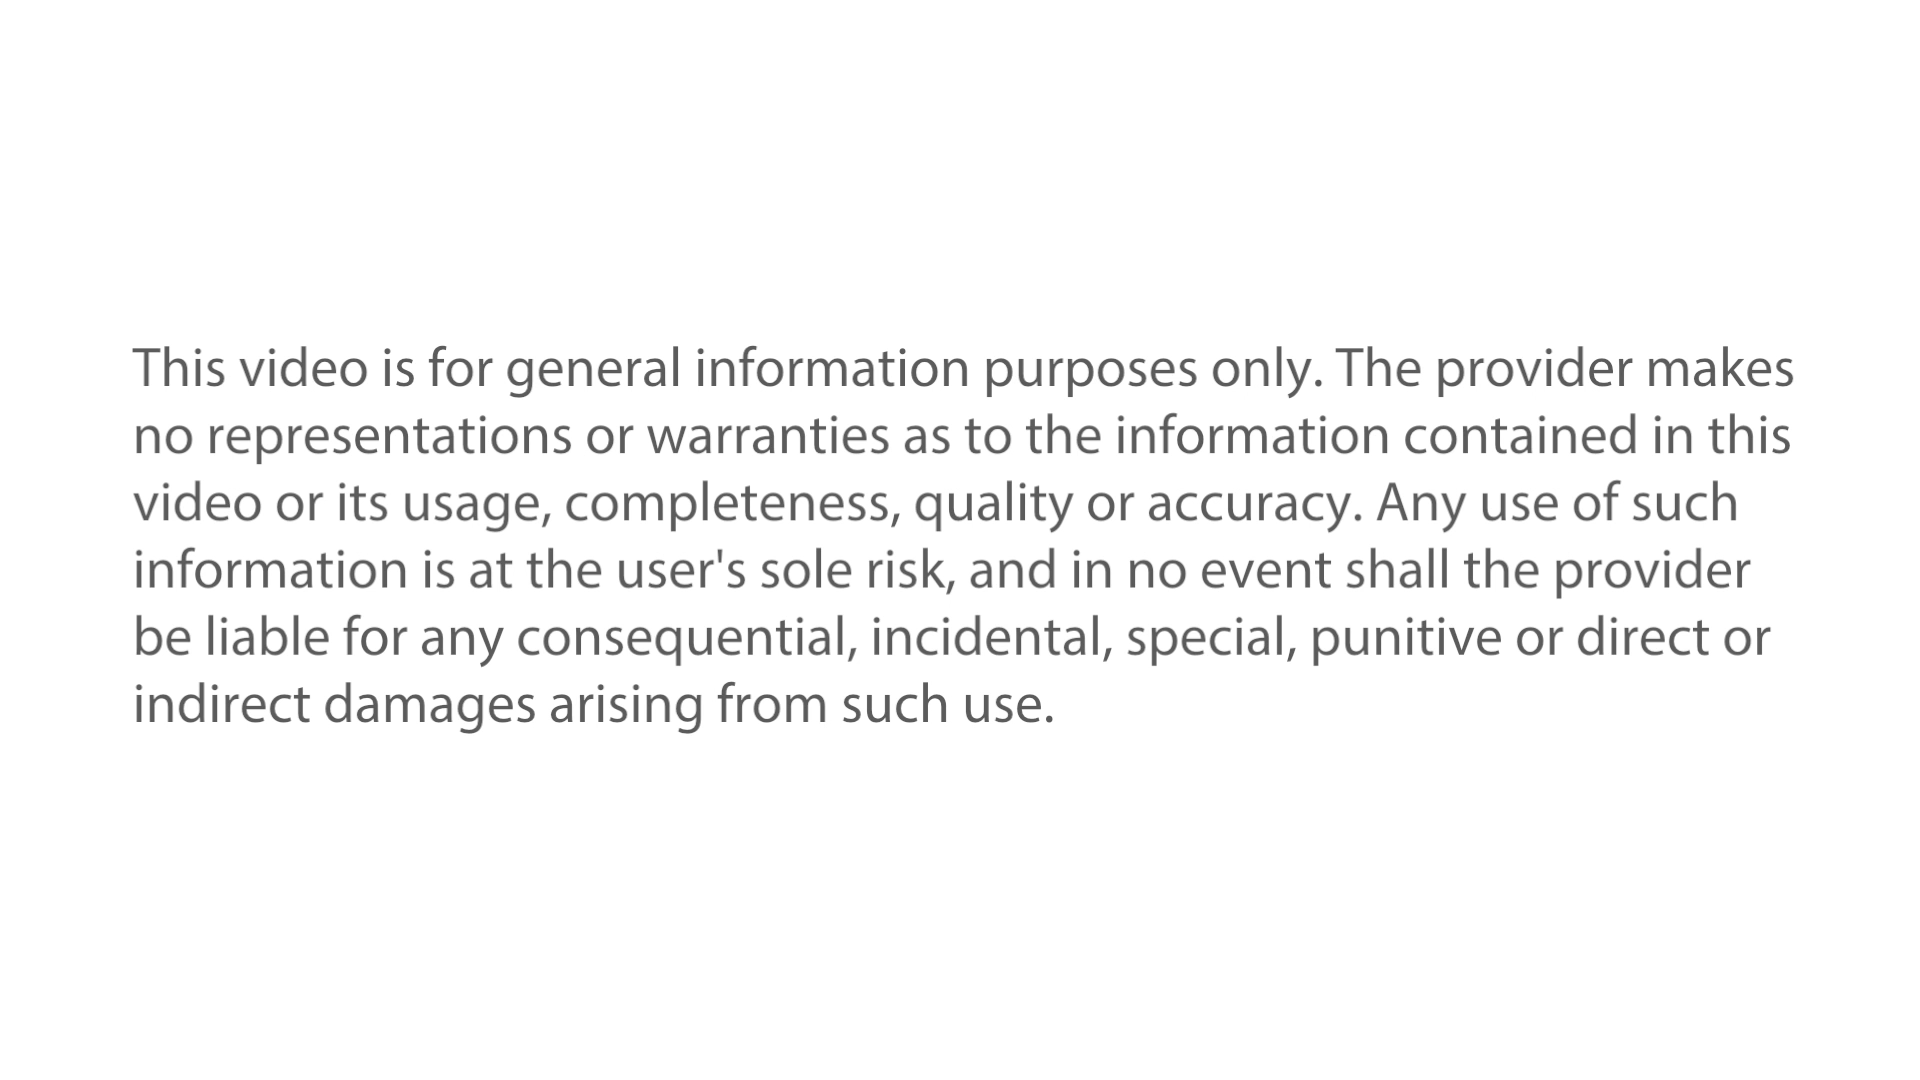 This video is for general information purposes only. The provider makes
no representations or warranties as to the information contained in this
video or its usage, completeness, quality or accuracy. Any use of such
information is at the user's sole risk, and in no event shall the provider
be liable for any consequential, incidental, special, punitive or direct or
indirect damages arising from such use.